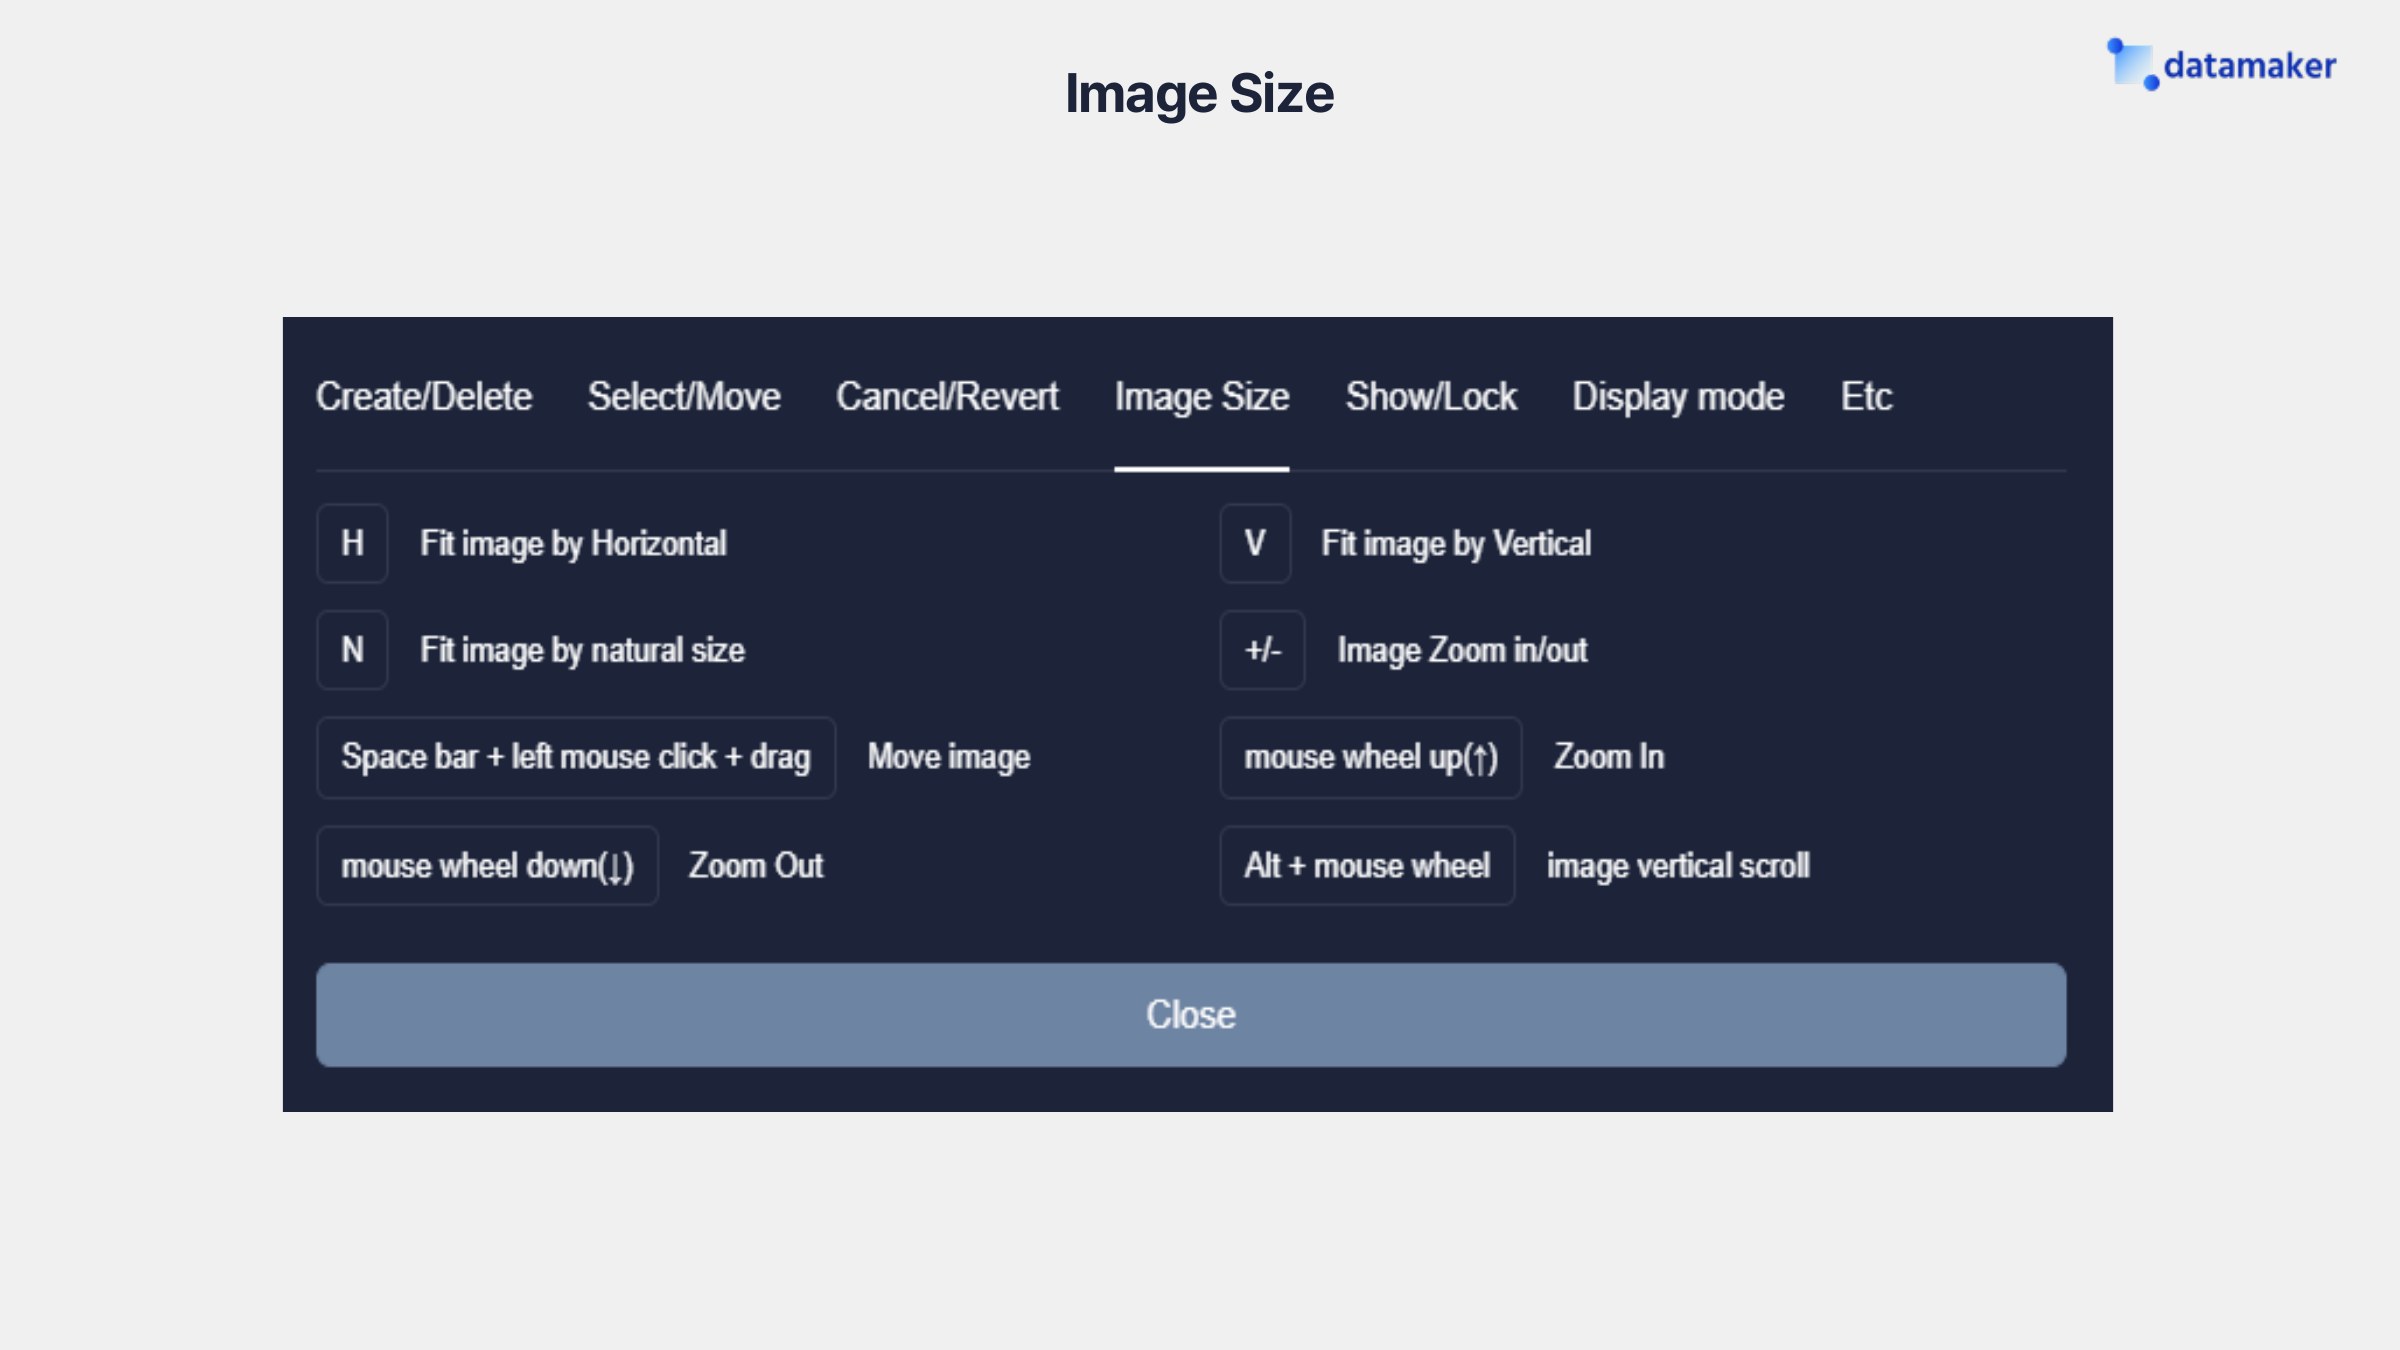 Image Size
datamaker
Create/Delete Select/Move Cancel/Revert Image Size Show/Lock Display mode Etc
H Fit image by Horizontal V Fit image by Vertical
N Fit image by natural size +/- Image Zoom in/out
Space bar + left mouse click + drag Move image mouse wheel up(↑) Zoom In
mouse wheel down(↓) Zoom Out Alt + mouse wheel image vertical scroll
Close